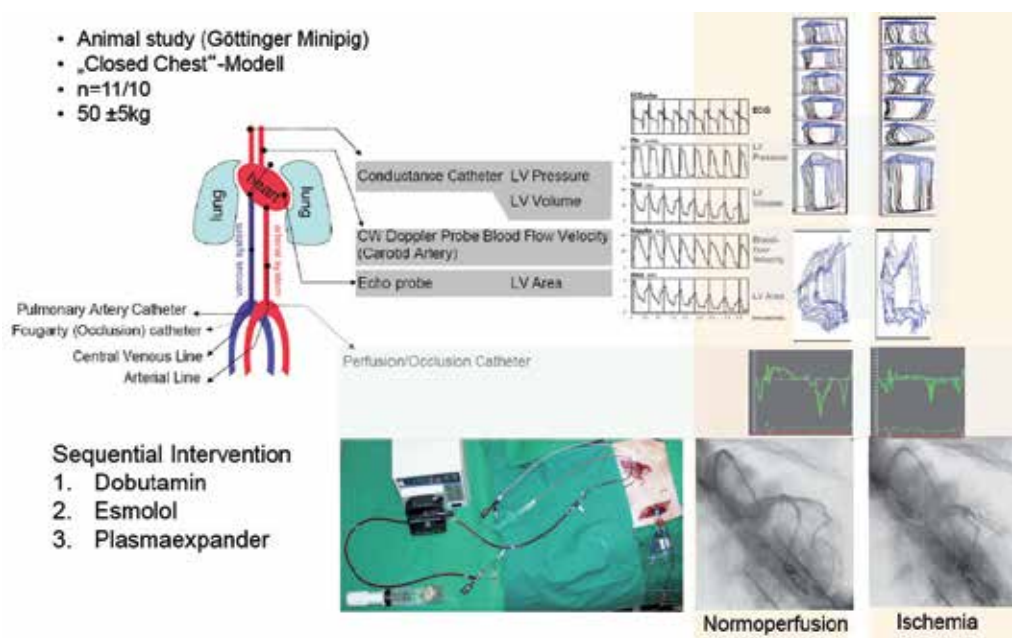 • Animal study (Göttinger Minipig)
• „Closed Chest"-Modell
• n=11/10
• 50 ±5kg
lung
heart
lung
arterial system
Conductance Catheter LV Pressure
LV Volume
CW Doppler Probe Blood Flow Velocity
(Carotid Artery)
Echo probe LV Area
ECG
LV
Pressure
LV
Volume
Blood-
flow
Velocity
LV Area
Pulmonary Artery Catheter
Fcugarty (Occlusion) catheter
Central Venous Line
Arterial Line
Perfusion/Occlusion Catheter
Sequential Intervention
1. Dobutamin
2. Esmolol
3. Plasmaexpander
Normoperfusion
Ischemia